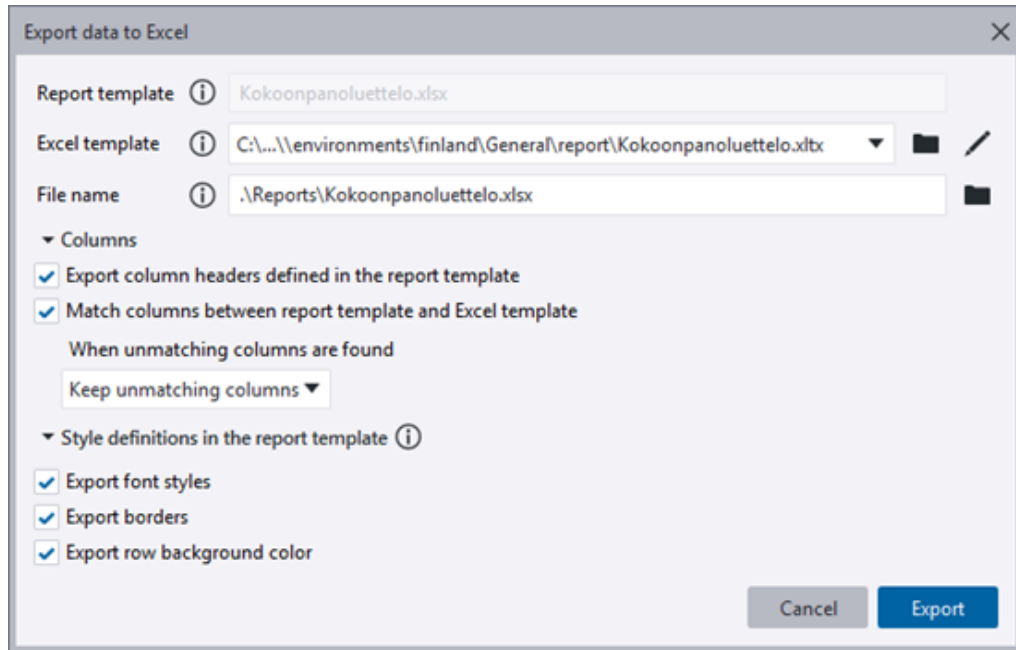 Export data to Excel
Report template Kokoonpanoluettelo.xlsx
Excel template C:\...\\environments\finland\General\report\Kokoonpanoluettelo.xltx
File name .\Reports\Kokoonpanoluettelo.xlsx
Columns
Export column headers defined in the report template
Match columns between report template and Excel template
When unmatching columns are found
Keep unmatching columns
Style definitions in the report template
Export font styles
Export borders
Export row background color
Cancel Export